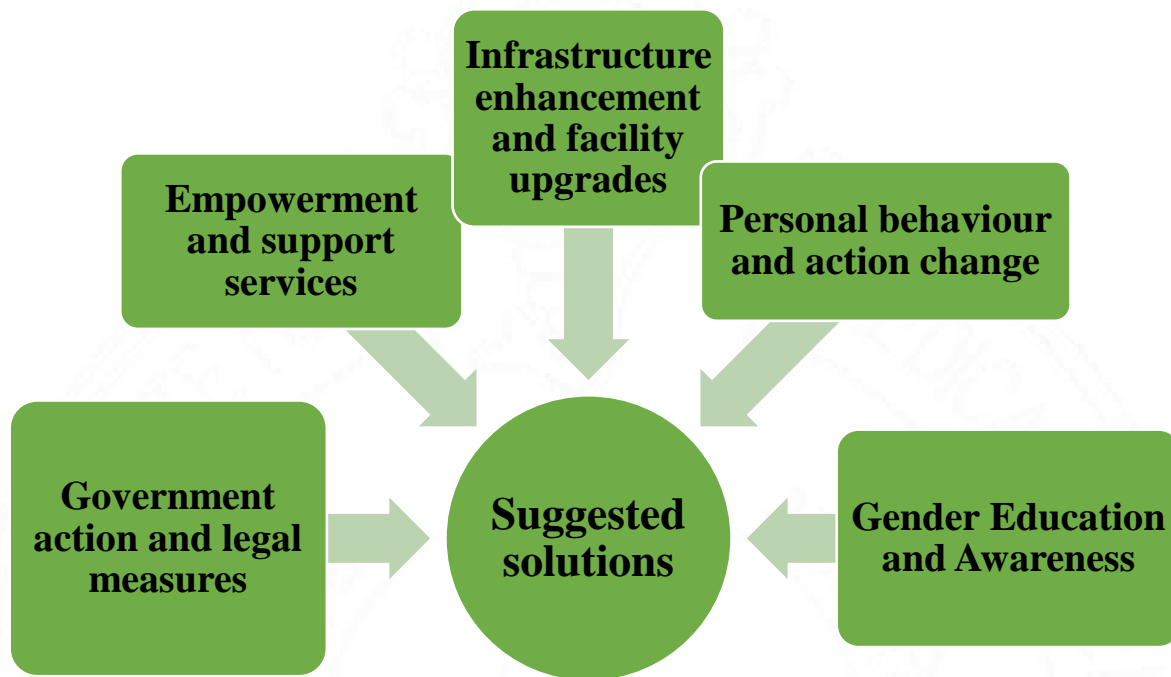 Infrastructure
enhancement
and facility
upgrades
Empowerment
and support
services
Personal behaviour
and action change
Government
action and legal
measures
Suggested
solutions
Gender Education
and Awareness